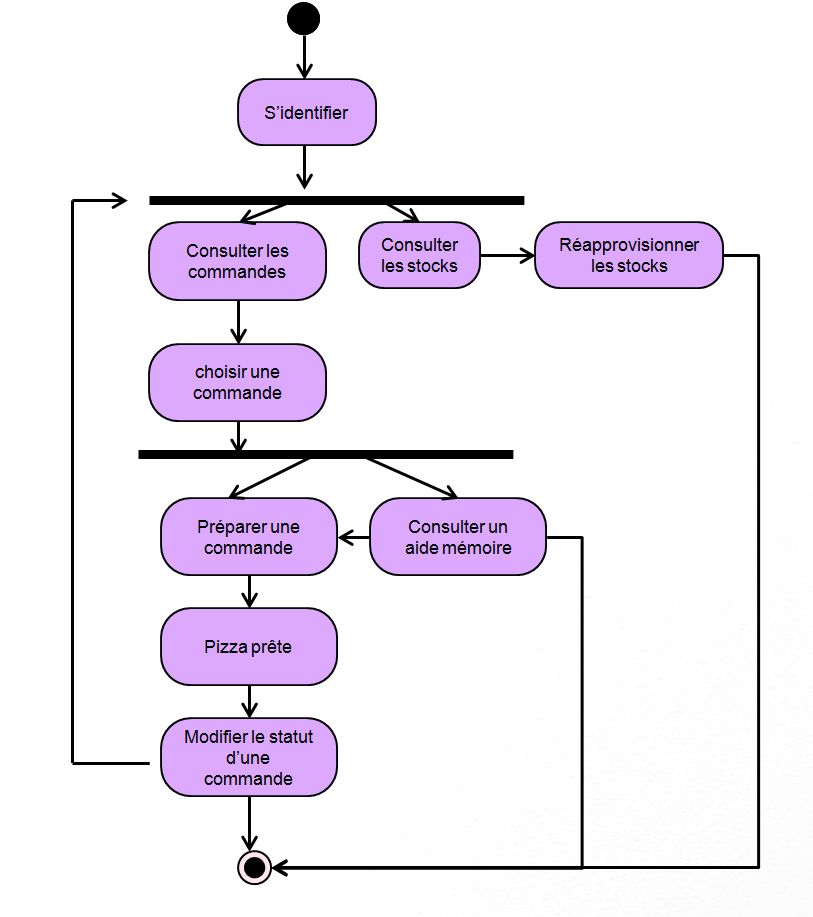 S’identifier
Consulter les
commandes
Consulter
les stocks
Réapprovisionner
les stocks
choisir une
commande
Préparer une
commande
Consulter un
aide mémoire
Pizza prête
Modifier le statut
d’une
commande